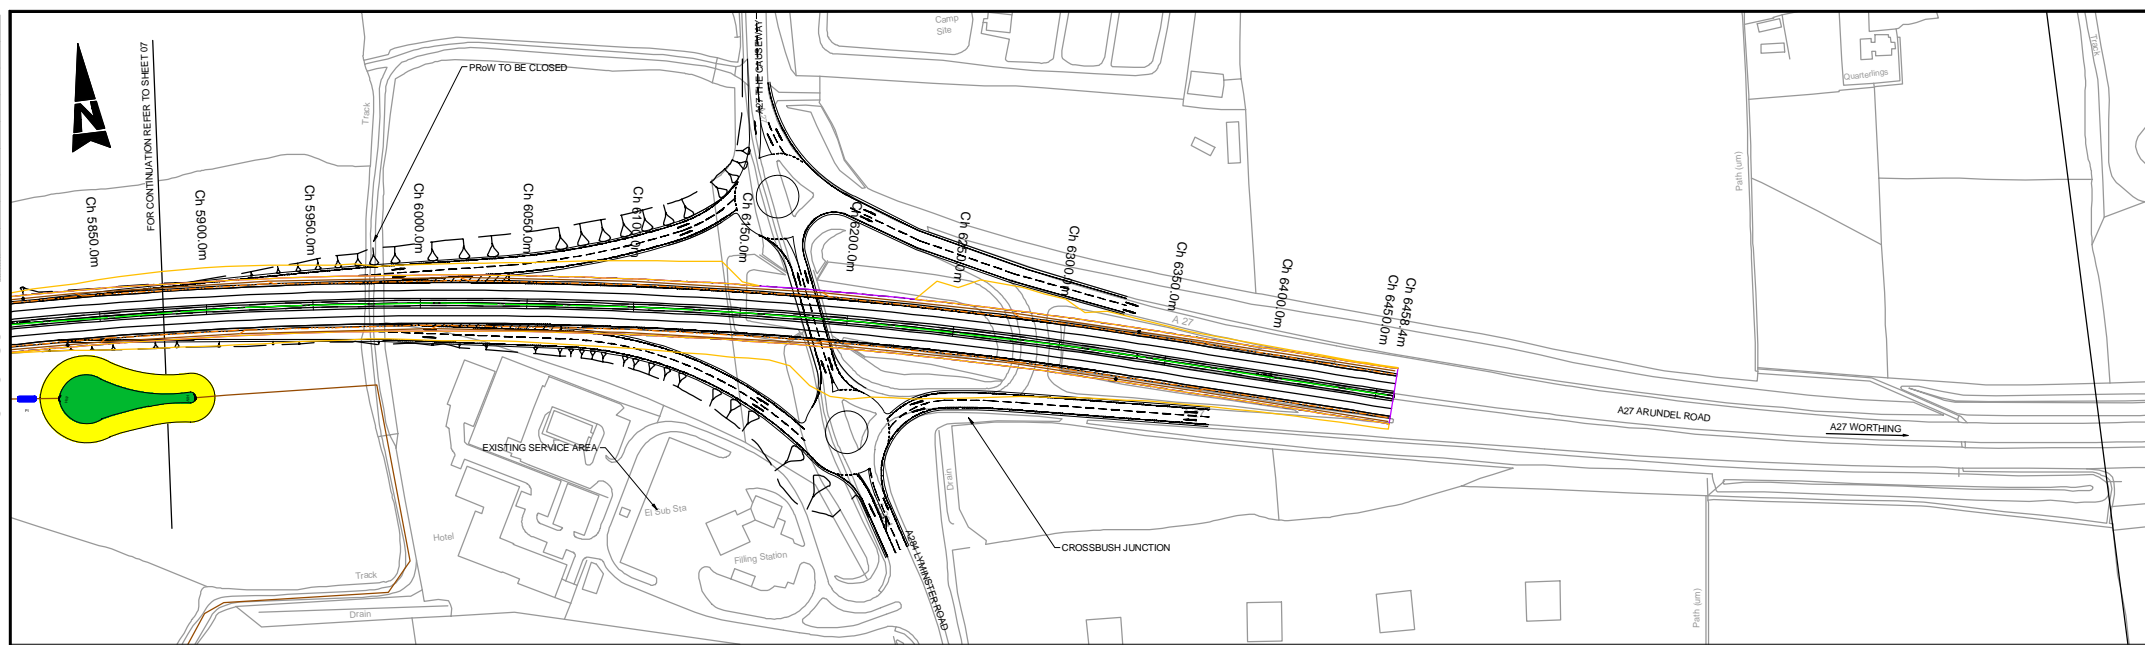 Camp
Site
A27 THE CAUSEWAY
Track
Quarterlings
FOR CONTINUATION REFER TO SHEET 07
PRoW TO BE CLOSED
Track
N
Path (um)
Ch 5850.0m
Ch 5900.0m
Ch 5950.0m
Ch 6000.0m
Ch 6050.0m
Ch 6100.0m
Ch 6150.0m
Ch 6200.0m
Ch 6250.0m
Ch 6300.0m
Ch 6350.0m
Ch 6400.0m
Ch 6450.0m
Ch 6458.4m
A 27
A27 ARUNDEL ROAD
A27 WORTHING
EXISTING SERVICE AREA
Drain
El Sub Sta
Hotel
Filling Station
CROSSBUSH JUNCTION
A284 LYMINSTER ROAD
Track
Drain
Path (um)